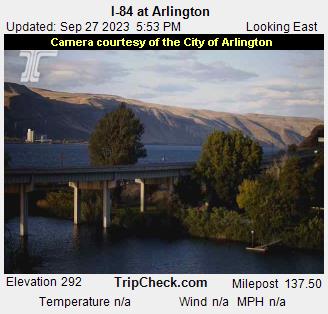 I-84 at Arlington
Updated: Sep 27 2023 5:53 PM Looking East
Camera courtesy of the City of Arlington
Elevation 292 TripCheck.com Milepost 137.50
Temperature n/a Wind n/a MPH n/a